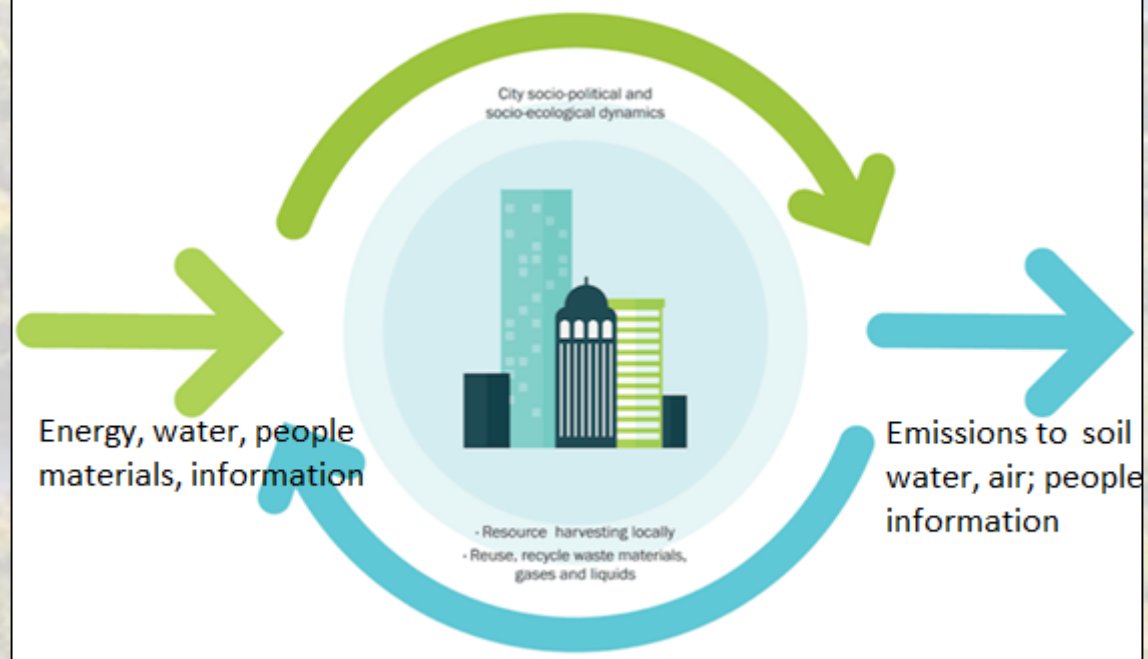 City socio-political and
socio-ecological dynamics
Energy, water, people
materials, information
Emissions to soil
water, air; people
information
- Resource harvesting locally
- Reuse, recycle waste materials,
gases and liquids